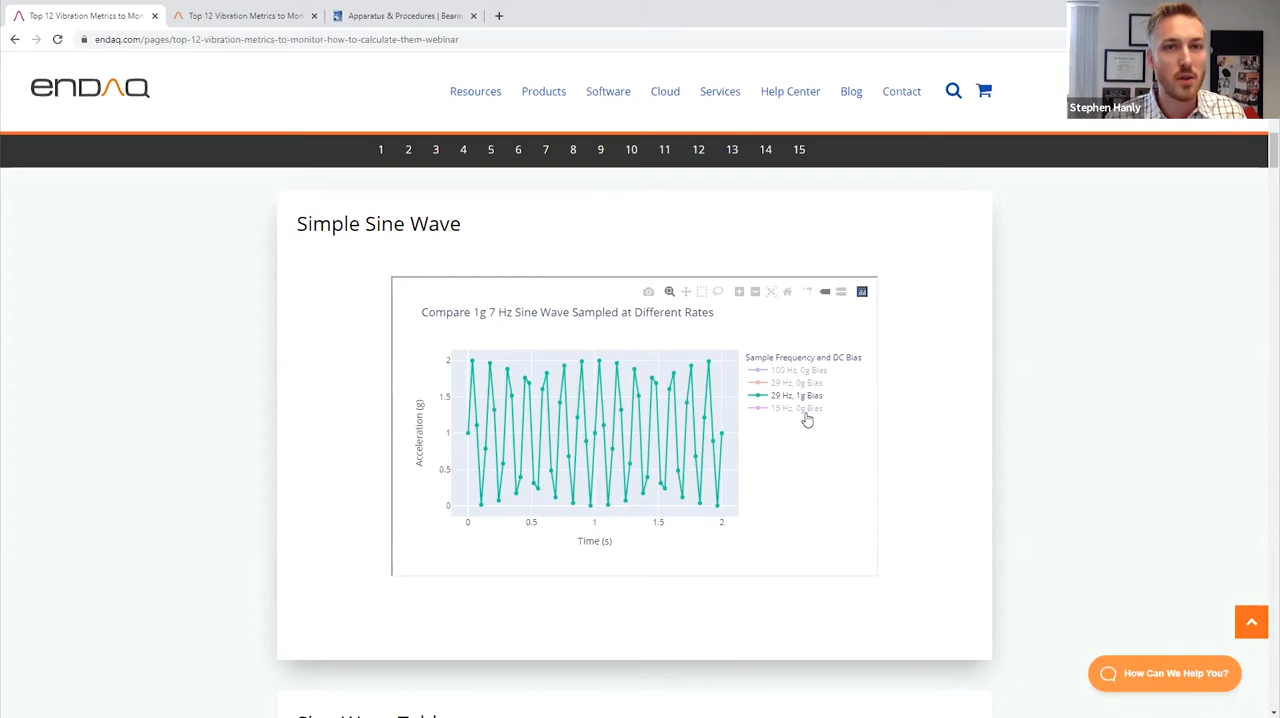 Top 12 Vibration Metrics to Mon
Top 12 Vibration Metrics to Mon
Apparatus & Procedures | Bearin
endaq.com/pages/top-12-vibration-metrics-to-monitor-how-to-calculate-them-webinar
enDAQ
Resources Products Software Cloud Services Help Center Blog Contact
Stephen Hanly
1 2 3 4 5 6 7 8 9 10 11 12 13 14 15
Simple Sine Wave
Compare 1g 7 Hz Sine Wave Sampled at Different Rates
Sample Frequency and DC Bias
100 Hz, 0g Bias
29 Hz, 0g Bias
29 Hz, 1g Bias
15 Hz, 0g Bias
Acceleration (g)
2
1.5
1
0.5
0
0 0.5 1 1.5 2
Time (s)
How Can We Help You?